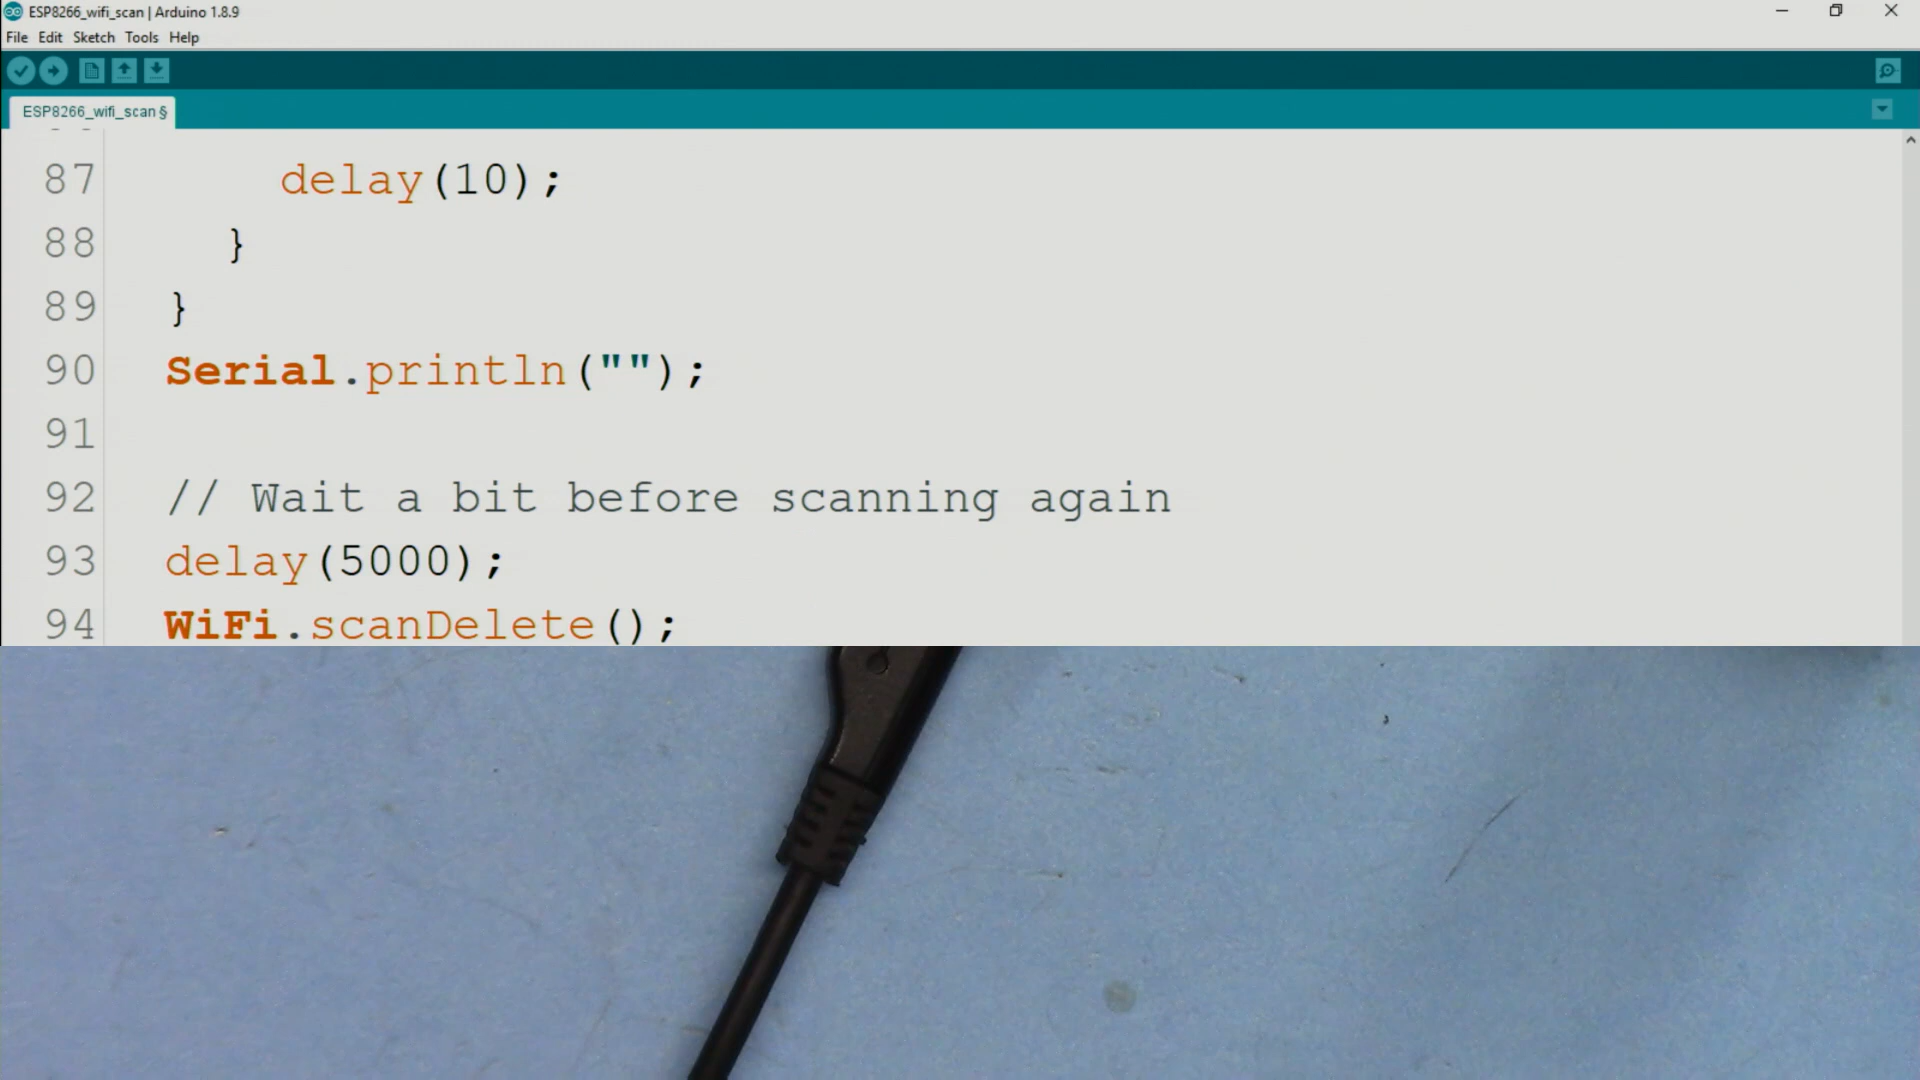 ESP8266_wifi_scan | Arduino 1.8.9
File Edit Sketch Tools Help
ESP8266_wifi_scan §
87 delay(10);
88 }
89 }
90 Serial.println("");
91
92 // Wait a bit before scanning again
93 delay(5000);
94 WiFi.scanDelete();